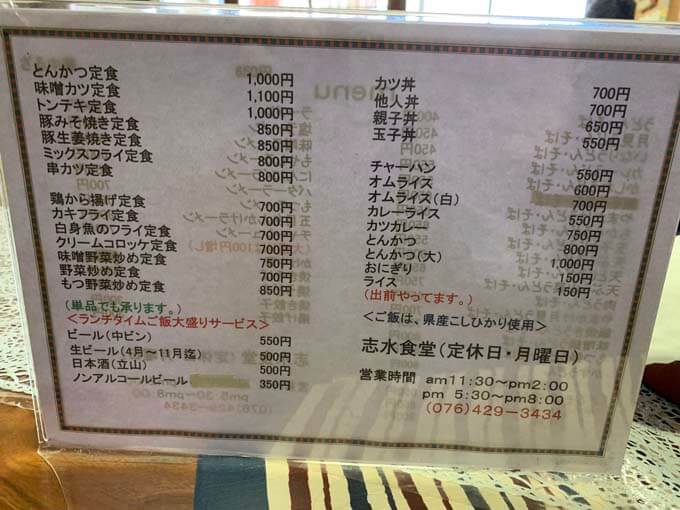 とんかつ定食 1,000円
味噌カツ定食 1,100円
トンテキ定食 1,000円
豚みそ焼き定食 850円
豚生姜焼き定食 850円
ミックスフライ定食 800円
串カツ定食 800円
鶏から揚げ定食 700円
カキフライ定食 700円
白身魚のフライ定食 700円
クリームコロッケ定食 700円
味噌野菜炒め定食 750円
野菜炒め定食 700円
もつ野菜炒め定食 850円
(単品でも承ります。)
<ランチタイムご飯大盛りサービス>
ビール(中ビン) 550円
生ビール(4月～11月迄) 500円
日本酒(立山) 500円
ノンアルコールビール 350円
カツ丼 700円
他人丼 700円
親子丼 650円
玉子丼 550円
チャーハン 550円
オムライス 600円
オムライス(白) 700円
カレーライス 550円
カツカレー 750円
とんかつ 800円
とんかつ(大) 1,000円
おにぎり 150円
ライス 150円
(出前やってます。)
<ご飯は、県産こしひかり使用>
志水食堂(定休日・月曜日)
営業時間 am11:30~pm2:00
pm 5:30~pm8:00
(076)429-3434